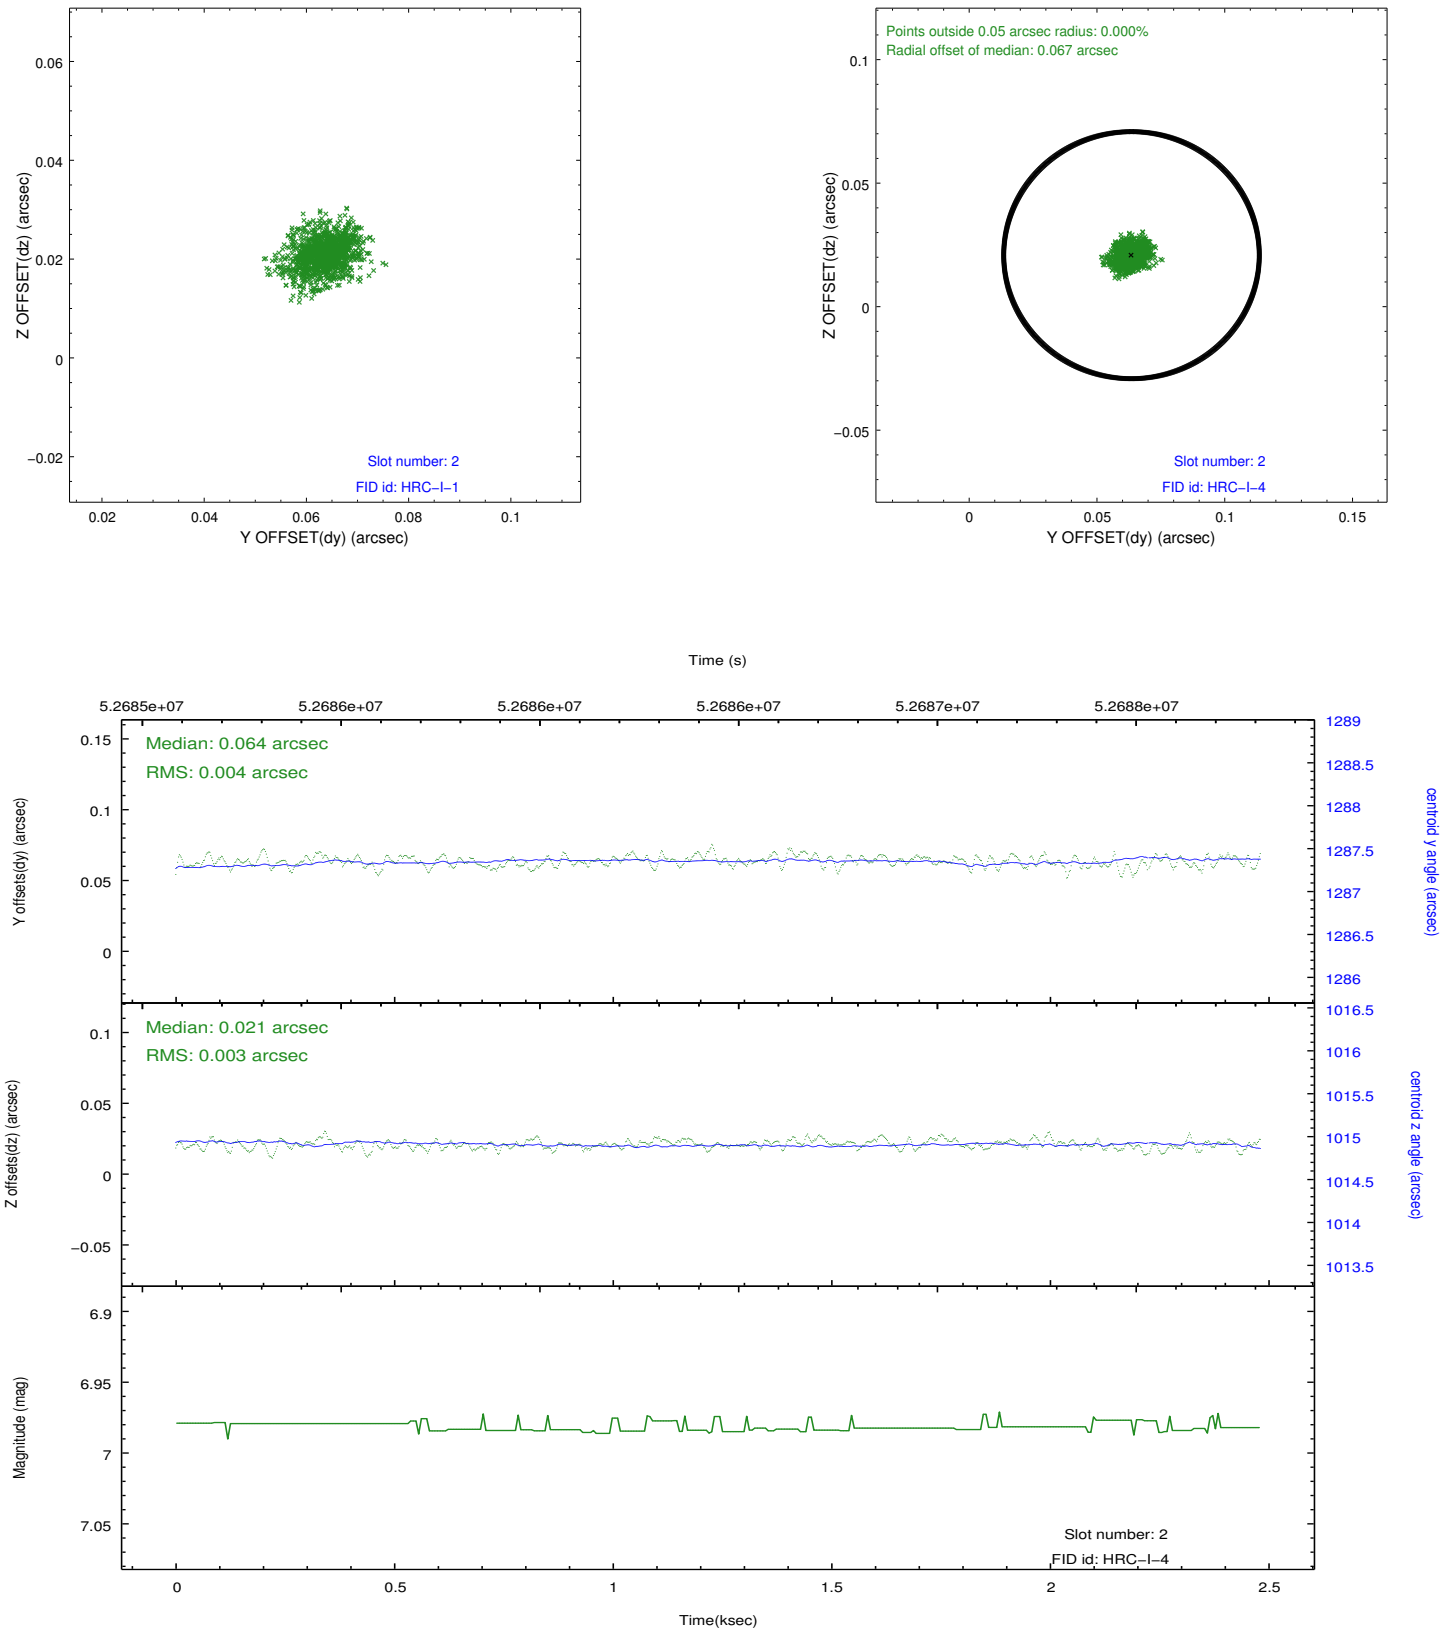 0.06
0.04
0.02
0
−0.02
Z OFFSET(dz) (arcsec)
Slot number: 2
FID id: HRC−I−1
0.02 0.04 0.06 0.08 0.1
Y OFFSET(dy) (arcsec)
Points outside 0.05 arcsec radius: 0.000%
Radial offset of median: 0.067 arcsec
0.1
0.05
0
−0.05
Z OFFSET(dz) (arcsec)
Slot number: 2
FID id: HRC−I−4
0 0.05 0.1 0.15
Y OFFSET(dy) (arcsec)
Time (s)
5.2685e+07 5.2686e+07 5.2686e+07 5.2686e+07 5.2687e+07 5.2688e+07
Median: 0.064 arcsec
RMS: 0.004 arcsec
0.15
0.1
0.05
0
Y offsets(dy) (arcsec)
1289
1288.5
1288
1287.5
1287
1286.5
1286
centroid y angle (arcsec)
Median: 0.021 arcsec
RMS: 0.003 arcsec
0.1
0.05
0
−0.05
Z offsets(dz) (arcsec)
1016.5
1016
1015.5
1015
1014.5
1014
1013.5
centroid z angle (arcsec)
6.9
6.95
7
7.05
Magnitude (mag)
Slot number: 2
FID id: HRC−I−4
0 0.5 1 1.5 2 2.5
Time(ksec)